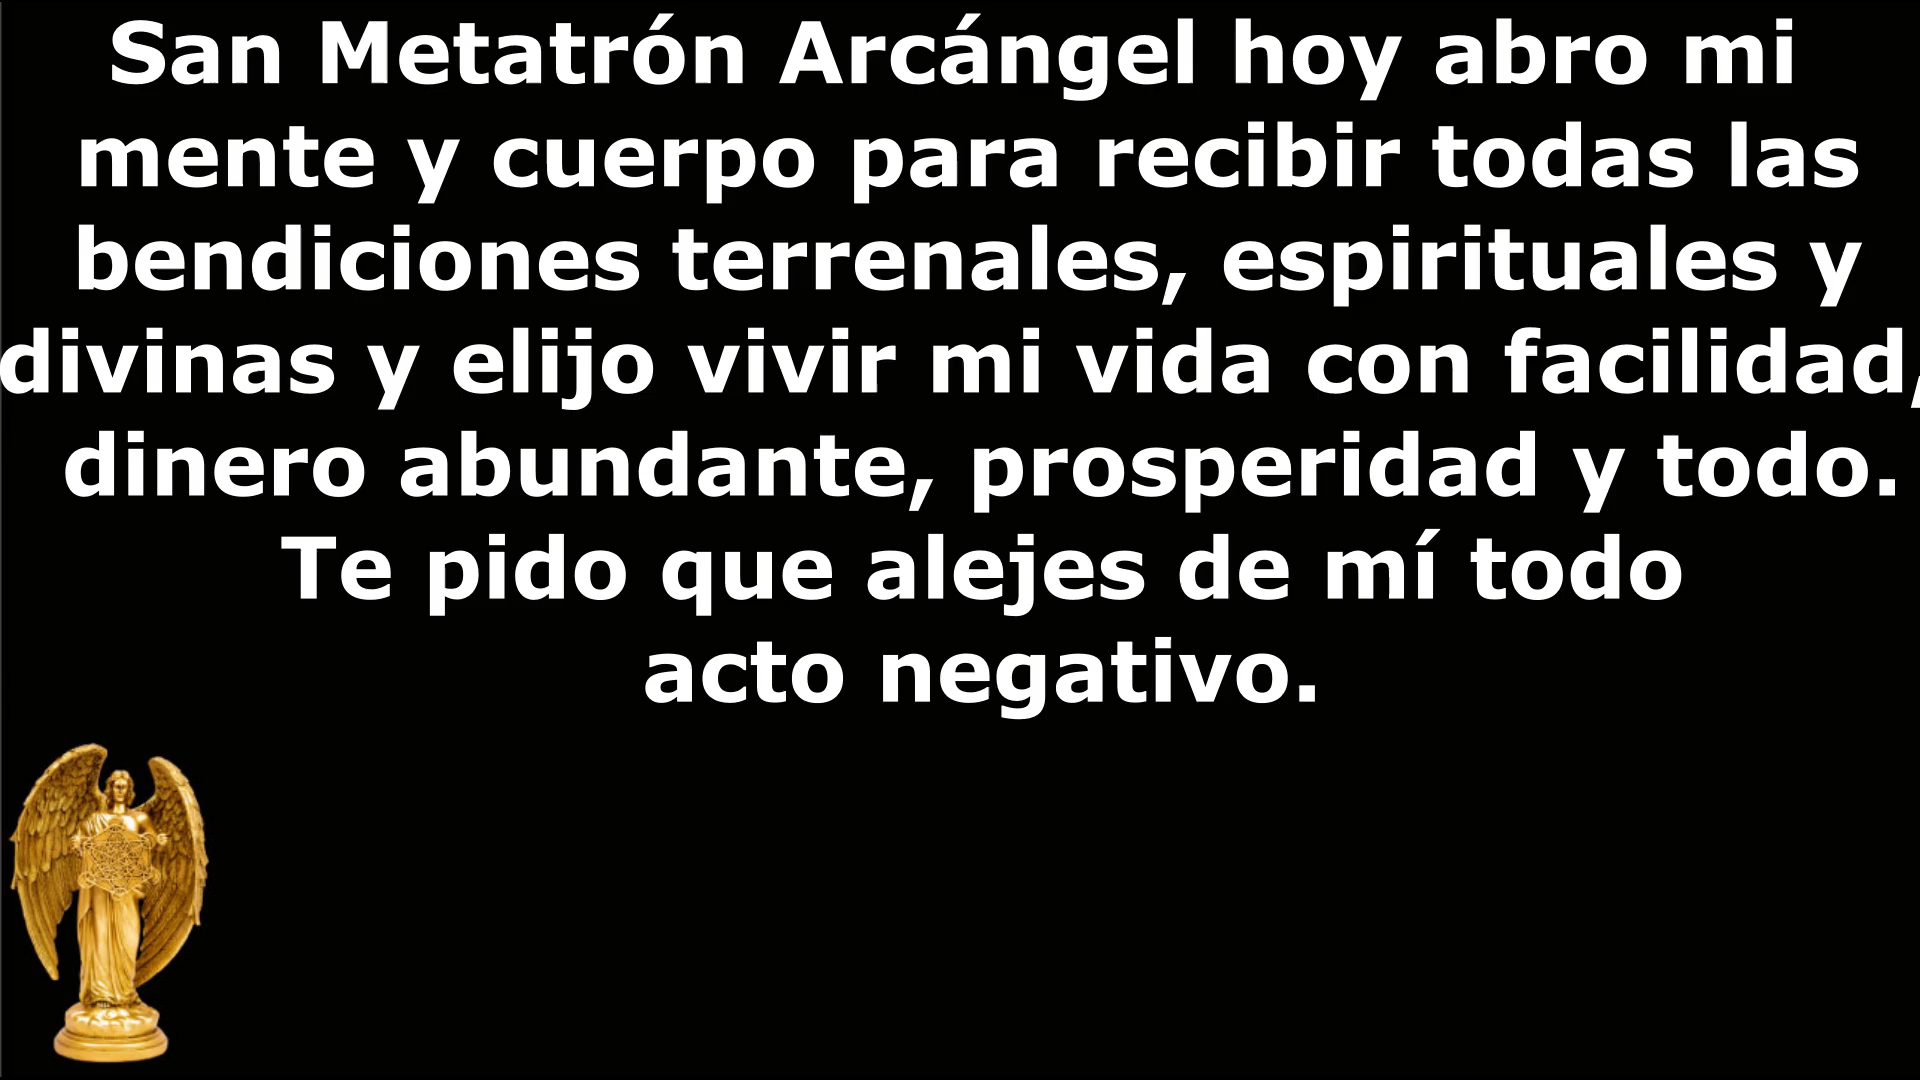 San Metatrón Arcángel hoy abro mi
mente y cuerpo para recibir todas las
bendiciones terrenales, espirituales y
divinas y elijo vivir mi vida con facilidad,
dinero abundante, prosperidad y todo.
Te pido que alejes de mí todo
acto negativo.